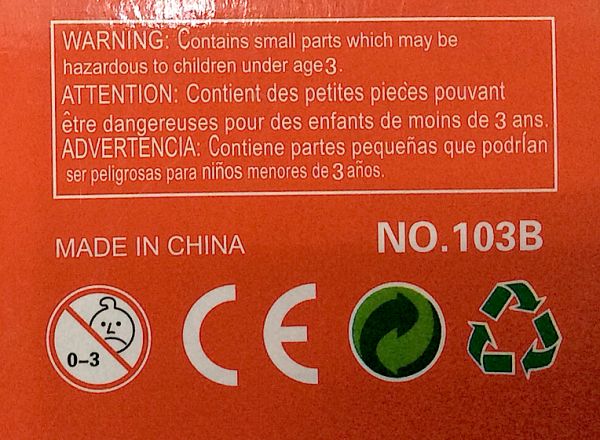 WARNING: Contains small parts which may be
hazardous to children under age 3.
ATTENTION: Contient des petites pieces pouvant
être dangereuses pour des enfants de moins de 3 ans.
ADVERTENCIA: Contiene partes pequeñas que podrían
ser peligrosas para niños menores de 3 años.
MADE IN CHINA
NO.103B
0-3
CE